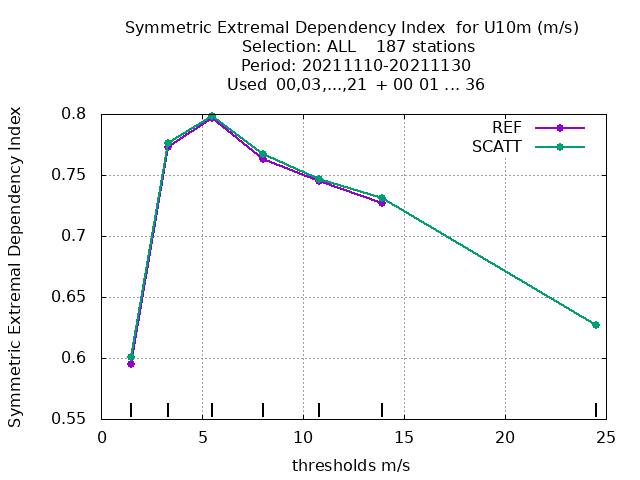 Symmetric Extremal Dependency Index  for U10m (m/s)
Selection: ALL    187 stations
Period: 20211110-20211130
Used  00,03,...,21  + 00 01 ... 36
Symmetric Extremal Dependency Index
0.8
0.75
0.7
0.65
0.6
0.55
REF
SCATT
0 5 10 15 20 25
thresholds m/s